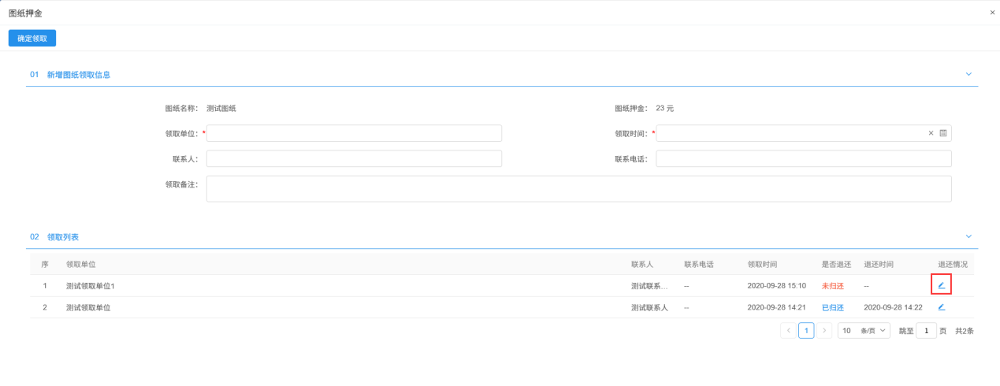 图纸押金 ×
确定领取
01 新增图纸领取信息
图纸名称: 测试图纸 图纸押金: 23 元
领取单位: * 领取时间: * ×
联系人: 联系电话:
领取备注:
02 领取列表
序 领取单位 联系人 联系电话 领取时间 是否退还 退还时间 退还情况
1 测试领取单位1 测试联系... -- 2020-09-28 15:10 未归还 --
2 测试领取单位 测试联系人 -- 2020-09-28 14:21 已归还 2020-09-28 14:22
< 1 > 10 条/页 跳至 1 页 共2条